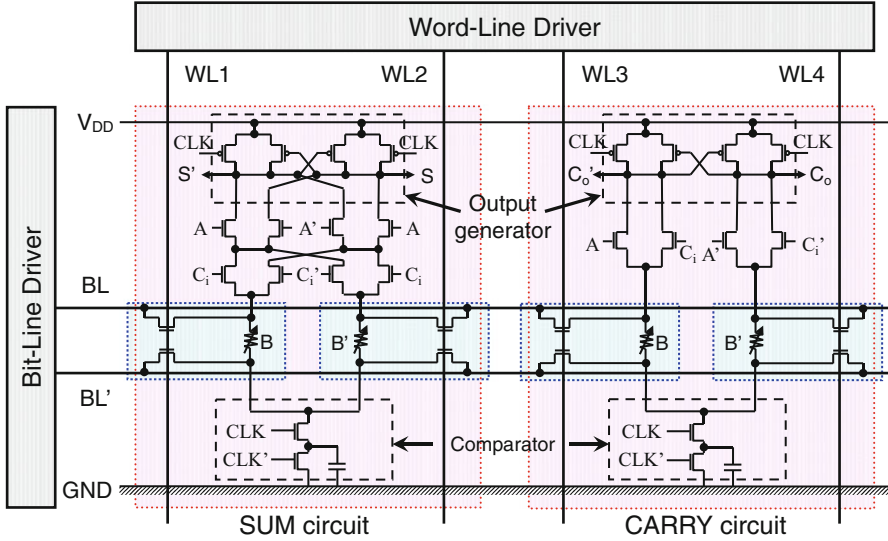 Word-Line Driver
WL1 WL2 WL3 WL4
Bit-Line Driver
VDD
CLK CLK CLK CLK
S' S Co' Co
Output generator
A A' A A Ci A' Ci'
Ci Ci' Ci
BL
B B' B B'
BL'
CLK Comparator CLK
CLK' CLK'
GND
SUM circuit CARRY circuit